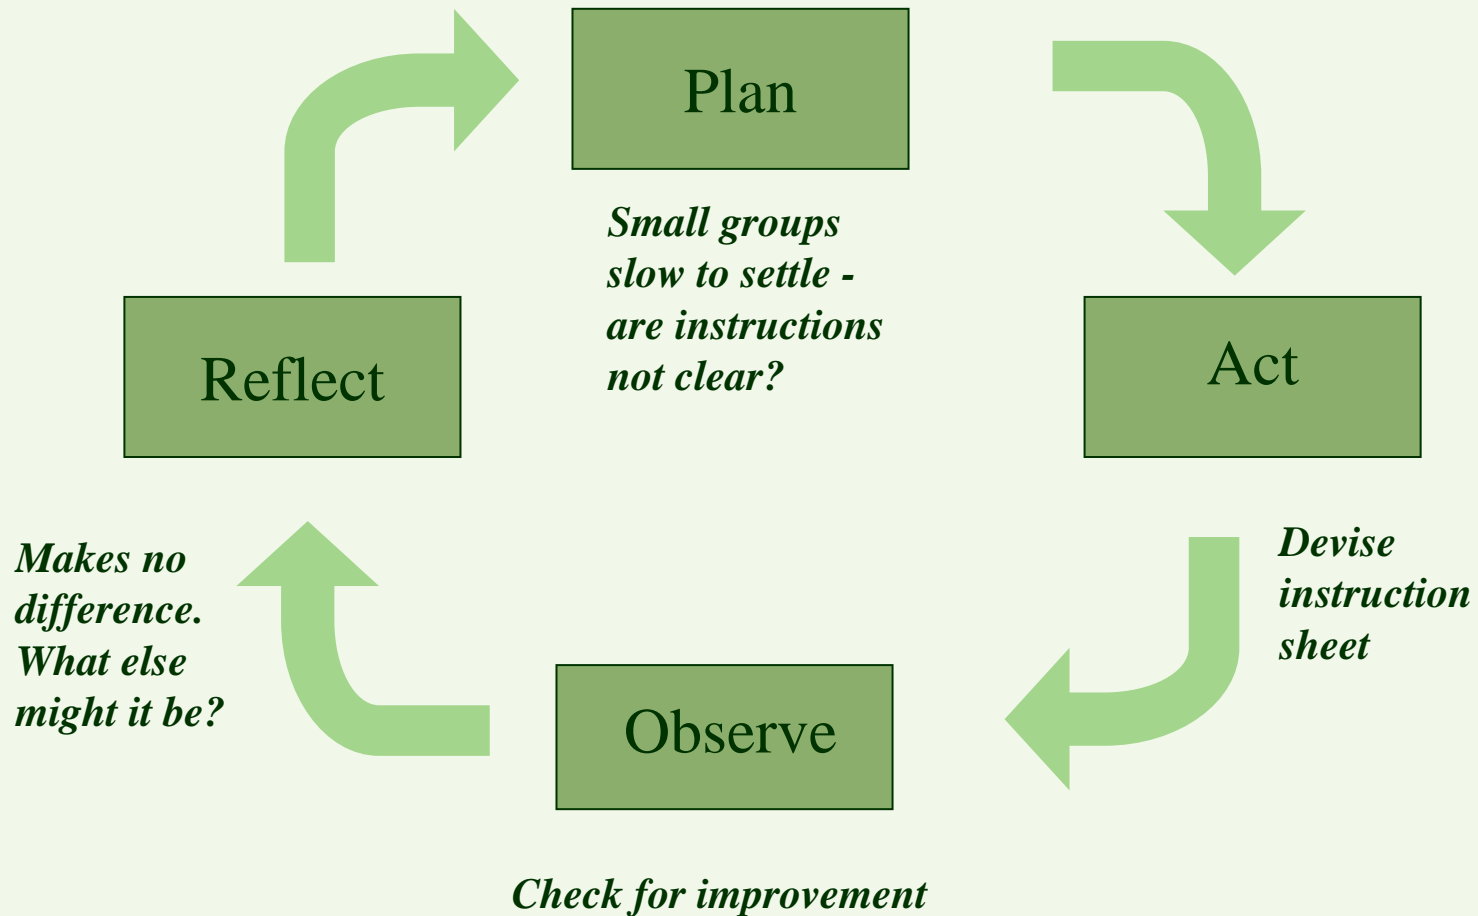 Plan
Small groups
slow to settle -
are instructions
not clear?
Act
Devise
instruction
sheet
Observe
Check for improvement
Reflect
Makes no
difference.
What else
might it be?